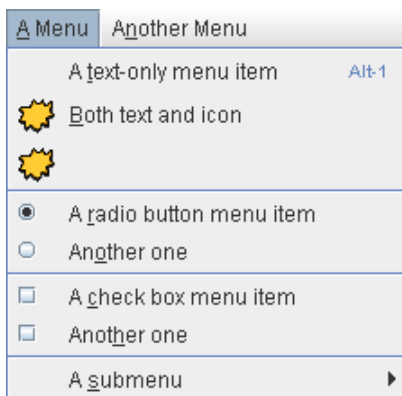 A Menu Another Menu
A text-only menu item Alt-1
Both text and icon
A radio button menu item
Another one
A check box menu item
Another one
A submenu